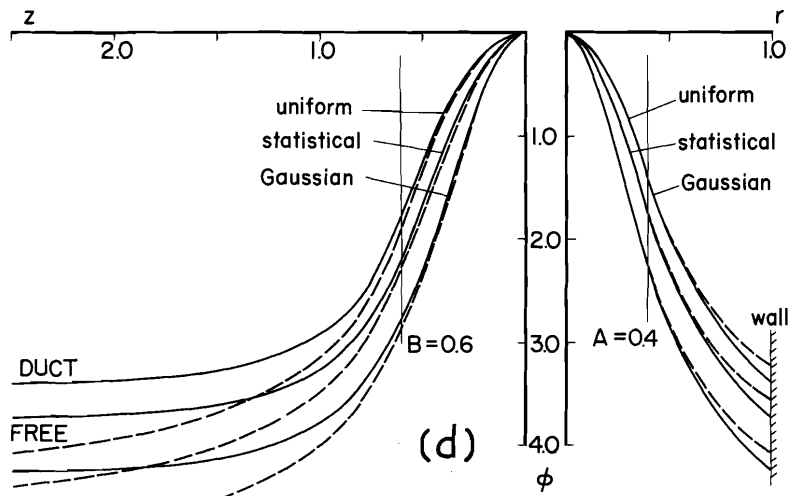 z
r
2.0
1.0
1.0
uniform
statistical
Gaussian
1.0
uniform
statistical
Gaussian
2.0
B=0.6
3.0
A=0.4
wall
DUCT
FREE
(d)
4.0
φ